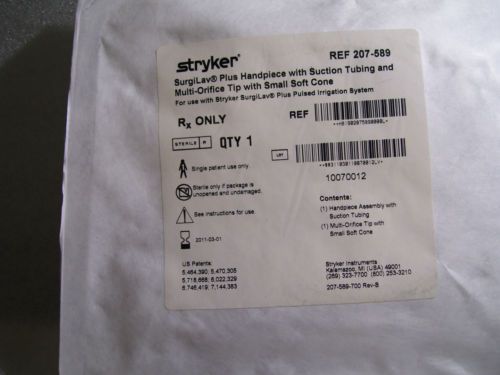 stryker®
REF 207-589
SurgiLav® Plus Handpiece with Suction Tubing and
Multi-Orifice Tip with Small Soft Cone
For use with Stryker SurgiLav® Plus Pulsed Irrigation System
Rx ONLY
REF
STERILE R
QTY 1
LOT
10070012
Single patient use only.
Sterile only if package is
unopened and undamaged.
See instructions for use.
2011-03-01
Contents:
(1) Handpiece Assembly with
Suction Tubing
(1) Multi-Orifice Tip with
Small Soft Cone
US Patents:
5,464,390; 5,470,305;
5,718,668; 6,022,329;
6,746,419; 7,144,383
Stryker Instruments
Kalamazoo, MI (USA) 49001
(269) 323-7700 (800) 253-3210
207-589-700 Rev-B